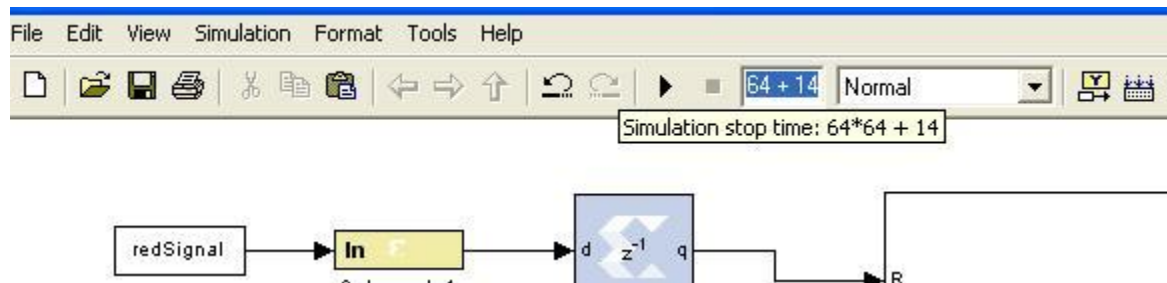 File Edit View Simulation Format Tools Help
64 + 14 Normal
Simulation stop time: 64*64 + 14
redSignal In d z⁻¹ q
R